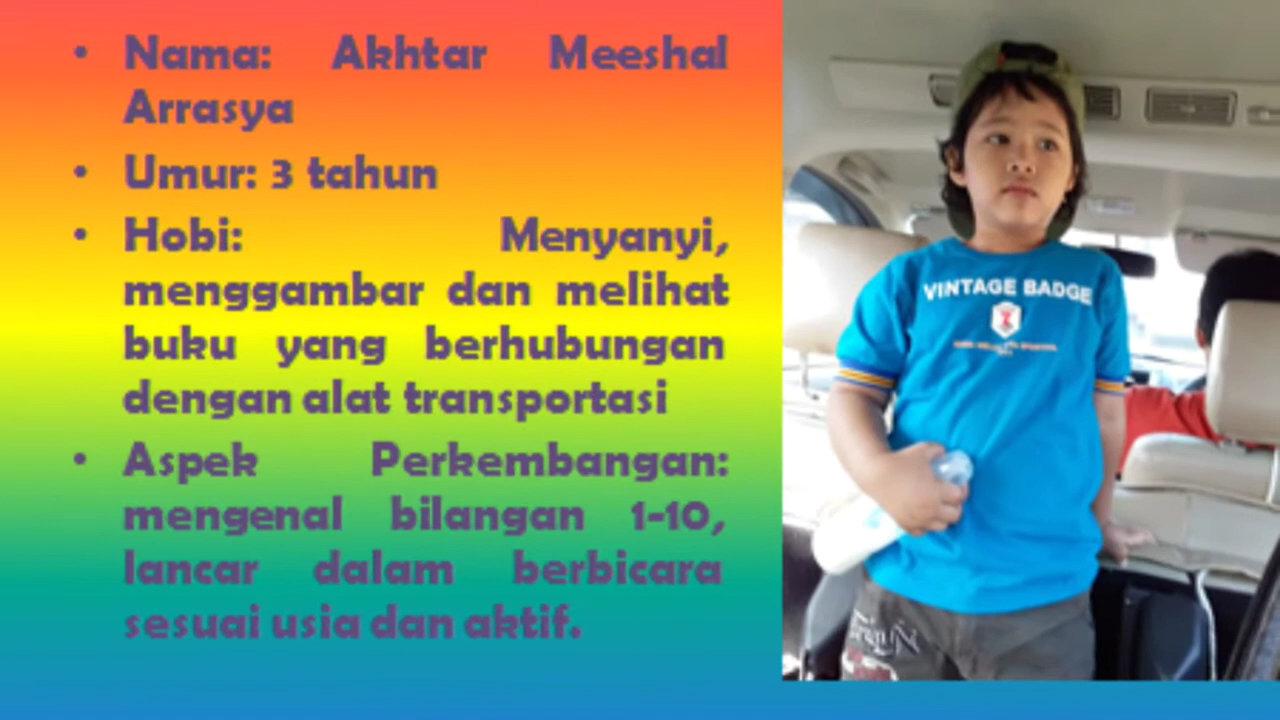 • Nama: Akhtar Meeshal
Arrasya
• Umur: 3 tahun
• Hobi: Menyanyi,
menggambar dan melihat
buku yang berhubungan
dengan alat transportasi
• Aspek Perkembangan:
mengenal bilangan 1-10,
lancar dalam berbicara
sesuai usia dan aktif.
VINTAGE BADGE